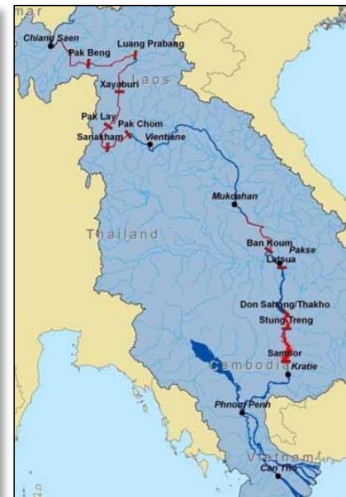 mar
Chiang Saen
Luang Prabang
Pak Beng
Laos
Xayaburi
Pak Lay
Pak Chom
Sanakham
Vientiane
Mukdahan
Thailand
Ban Koum
Pakse
Latsua
Don Sahong/Thakho
Stung Treng
Sambor
Cambodia
Kratie
Phnom Penh
Vietnam
Can Tho